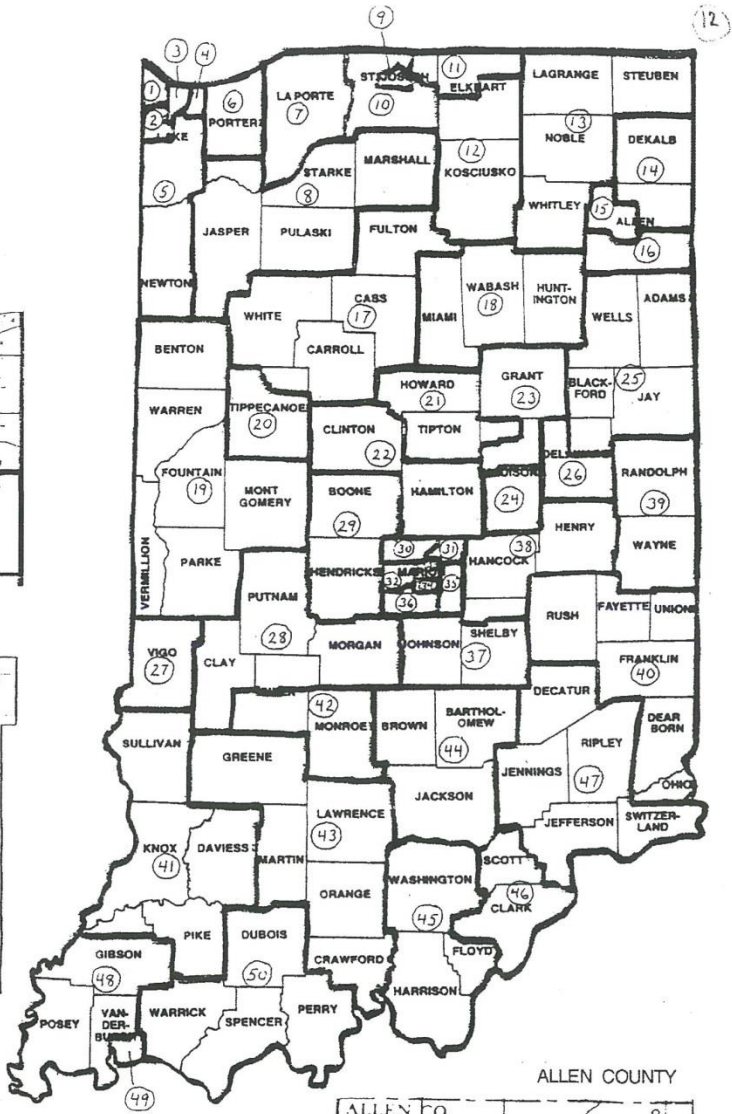 12
9
3 4
11
ST JOSEPH
LAGRANGE STEUBEN
1
6
LA PORTE
7
ELKHART
10
PORTER
2
13
NOBLE DEKALB
12
MARSHALL
KOSCIUSKO
STARKE
14
5
8
15
WHITLEY
ALLEN
JASPER PULASKI FULTON
16
NEWTON
WABASH
18
HUNT-
INGTON
ADAMS
CASS
17
WHITE
MIAMI
WELLS
BENTON
CARROLL
GRANT
23
HOWARD
21
BLACK-
FORD
25
JAY
WARREN
TIPPECANOE
20
CLINTON
22
TIPTON
26
24
RANDOLPH
39
FOUNTAIN
19
MONT
GOMERY
BOONE
29
HAMILTON
HENRY
30 31
38
HANCOCK
WAYNE
VERMILLION
PARKE
HENDRICKS
32
35
36
PUTNAM
28
RUSH
FAYETTE UNION
SHELBY
37
VIGO
27
CLAY
MORGAN JOHNSON
FRANKLIN
40
DECATUR
42
MONROE
BROWN
BARTHOL-
OMEW
44
DEAR
BORN
SULLIVAN
GREENE
RIPLEY
47
JENNINGS
JACKSON
OHIO
LAWRENCE
43
JEFFERSON
SWITZER-
LAND
KNOX
41
DAVIESS
MARTIN
SCOTT
46
CLARK
WASHINGTON
45
ORANGE
PIKE
DUBOIS
50
GIBSON
48
CRAWFORD
FLOYD
HARRISON
POSEY
VAN-
DER-
BURGH
WARRICK
SPENCER
PERRY
49
ALLEN COUNTY
ALLEN CO